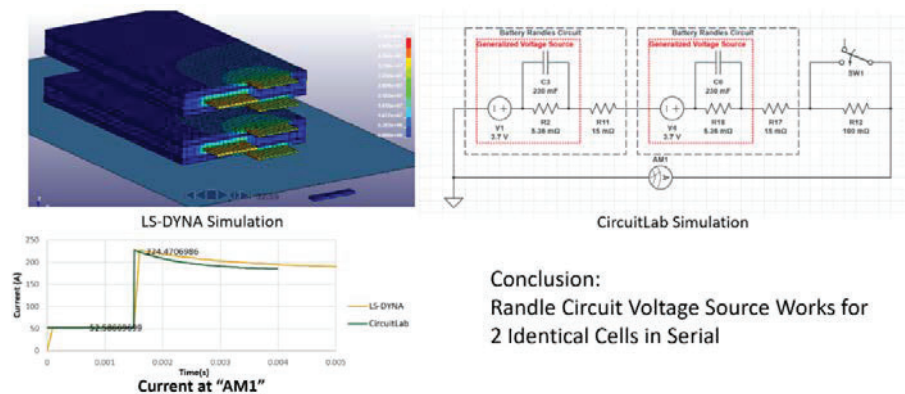 Battery Randles Circuit
Battery Randles Circuit
Generalized Voltage Source
Generalized Voltage Source
C3
230 mF
C6
230 mF
SW1
V1
3.7 V
R2
5.36 mΩ
R11
15 mΩ
V4
3.7 V
5.36 mΩ
R17
15 mΩ
100 mΩ
AM1
LS-DYNA Simulation
CircuitLab Simulation
250
200
150
100
50
0
Current (A)
224.4706986
52.58669699
LS-DYNA
CircuitLab
0
0.001
0.002
0.003
0.004
0.005
Time(s)
Current at "AM1"
Conclusion:
Randle Circuit Voltage Source Works for
2 Identical Cells in Serial